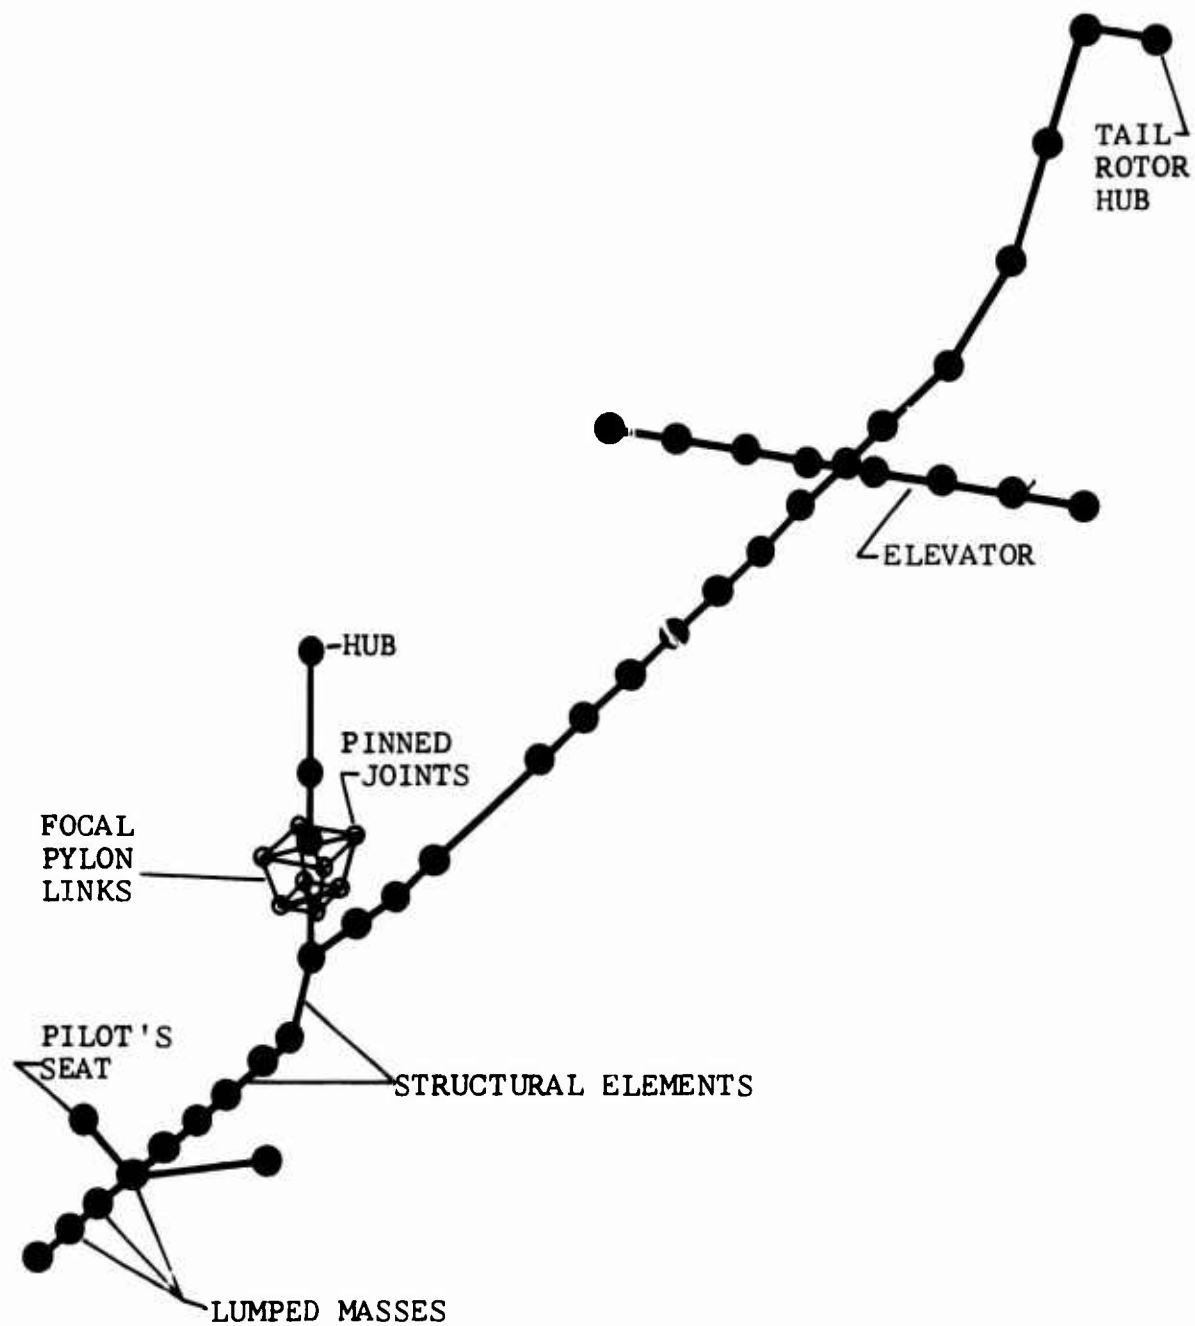 TAIL
ROTOR
HUB
ELEVATOR
HUB
PINNED
JOINTS
FOCAL
PYLON
LINKS
PILOT'S
SEAT
STRUCTURAL ELEMENTS
LUMPED MASSES